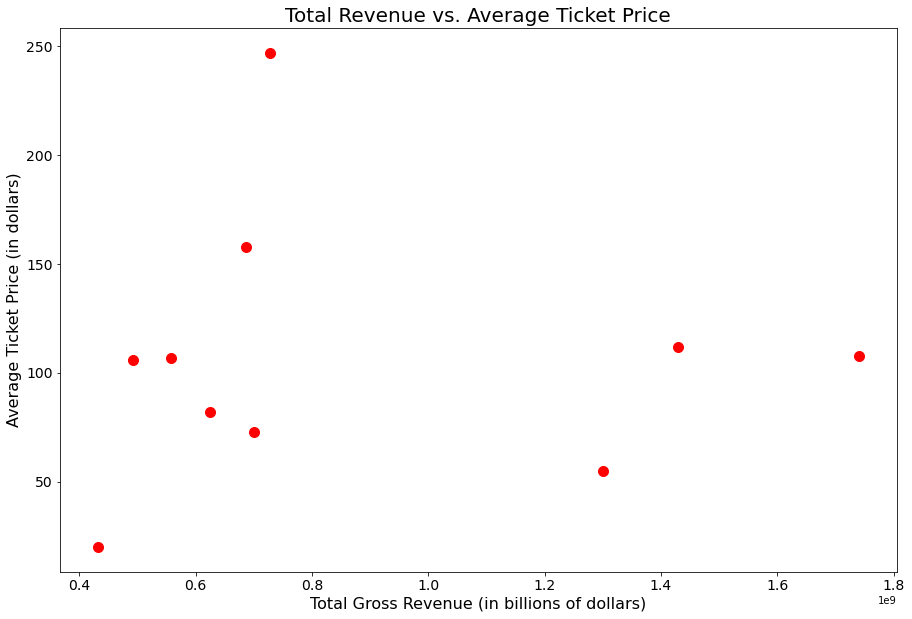 Total Revenue vs. Average Ticket Price
Average Ticket Price (in dollars)
250
200
150
100
50
0.4 0.6 0.8 1.0 1.2 1.4 1.6 1.8
1e9
Total Gross Revenue (in billions of dollars)